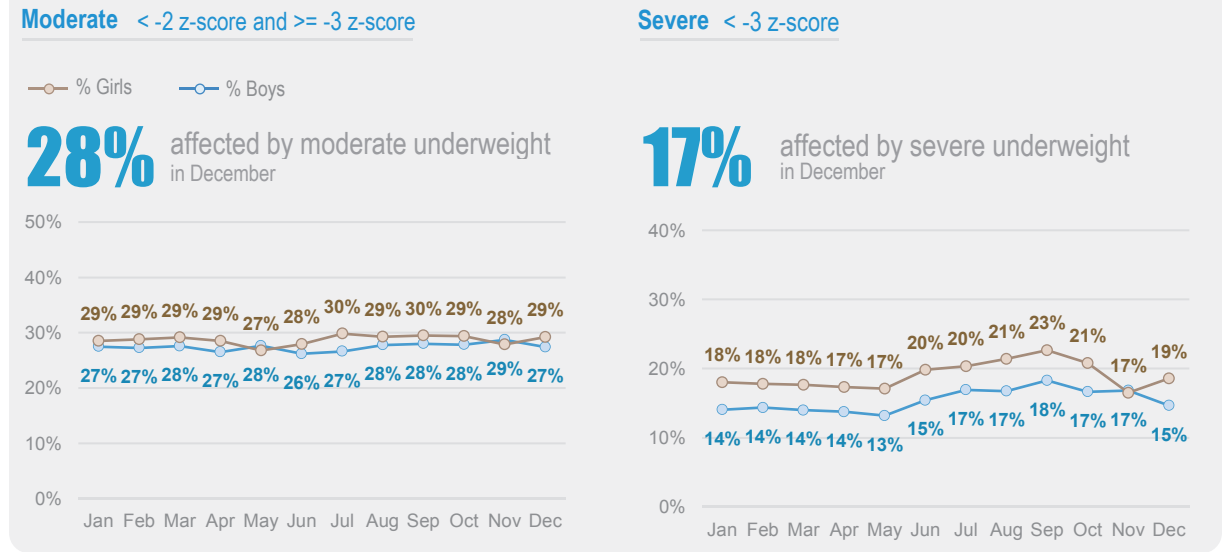 Moderate < -2 z-score and >= -3 z-score
% Girls % Boys
28% affected by moderate underweight
in December
50%
40%
30%
20%
10%
0%
29% 29% 29% 29% 27% 28% 30% 29% 30% 29% 28% 29%
27% 27% 28% 27% 28% 26% 27% 28% 28% 28% 29% 27%
Jan Feb Mar Apr May Jun Jul Aug Sep Oct Nov Dec
Severe < -3 z-score
17% affected by severe underweight
in December
40%
30%
20%
10%
0%
18% 18% 18% 17% 17% 20% 20% 21% 23% 21% 17% 19%
14% 14% 14% 14% 13% 15% 17% 17% 18% 17% 17% 15%
Jan Feb Mar Apr May Jun Jul Aug Sep Oct Nov Dec